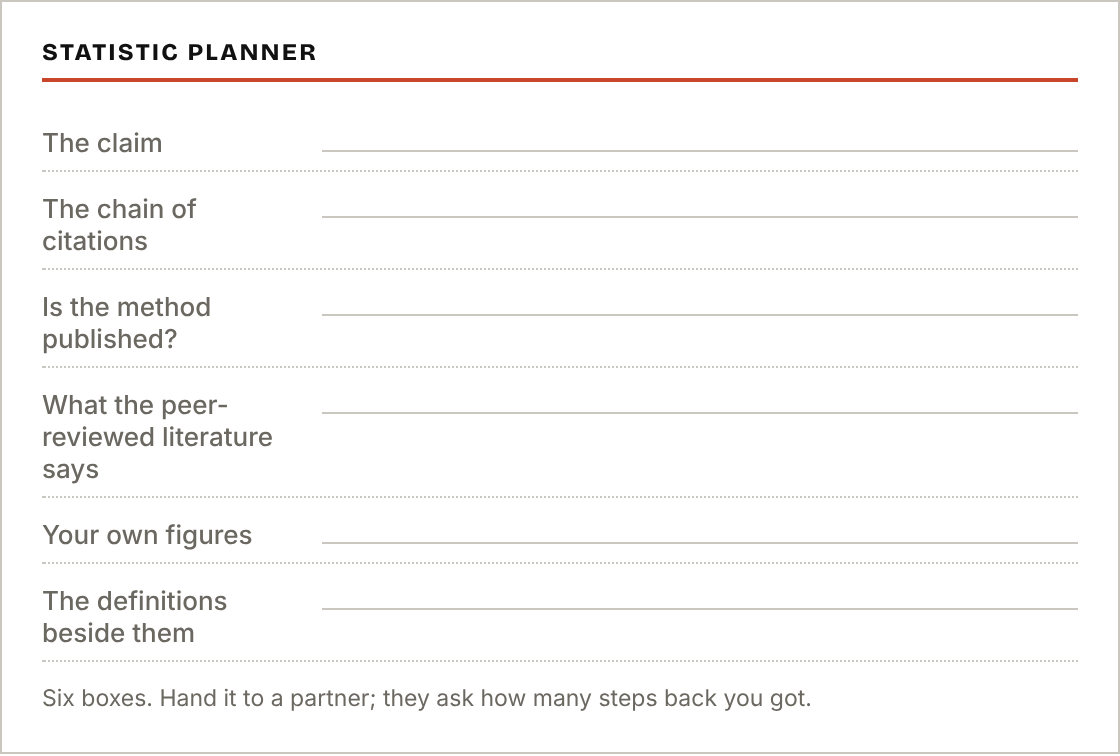 STATISTIC PLANNER
The claim
The chain of
citations
Is the method
published?
What the peer-
reviewed literature
says
Your own figures
The definitions
beside them
Six boxes. Hand it to a partner; they ask how many steps back you got.